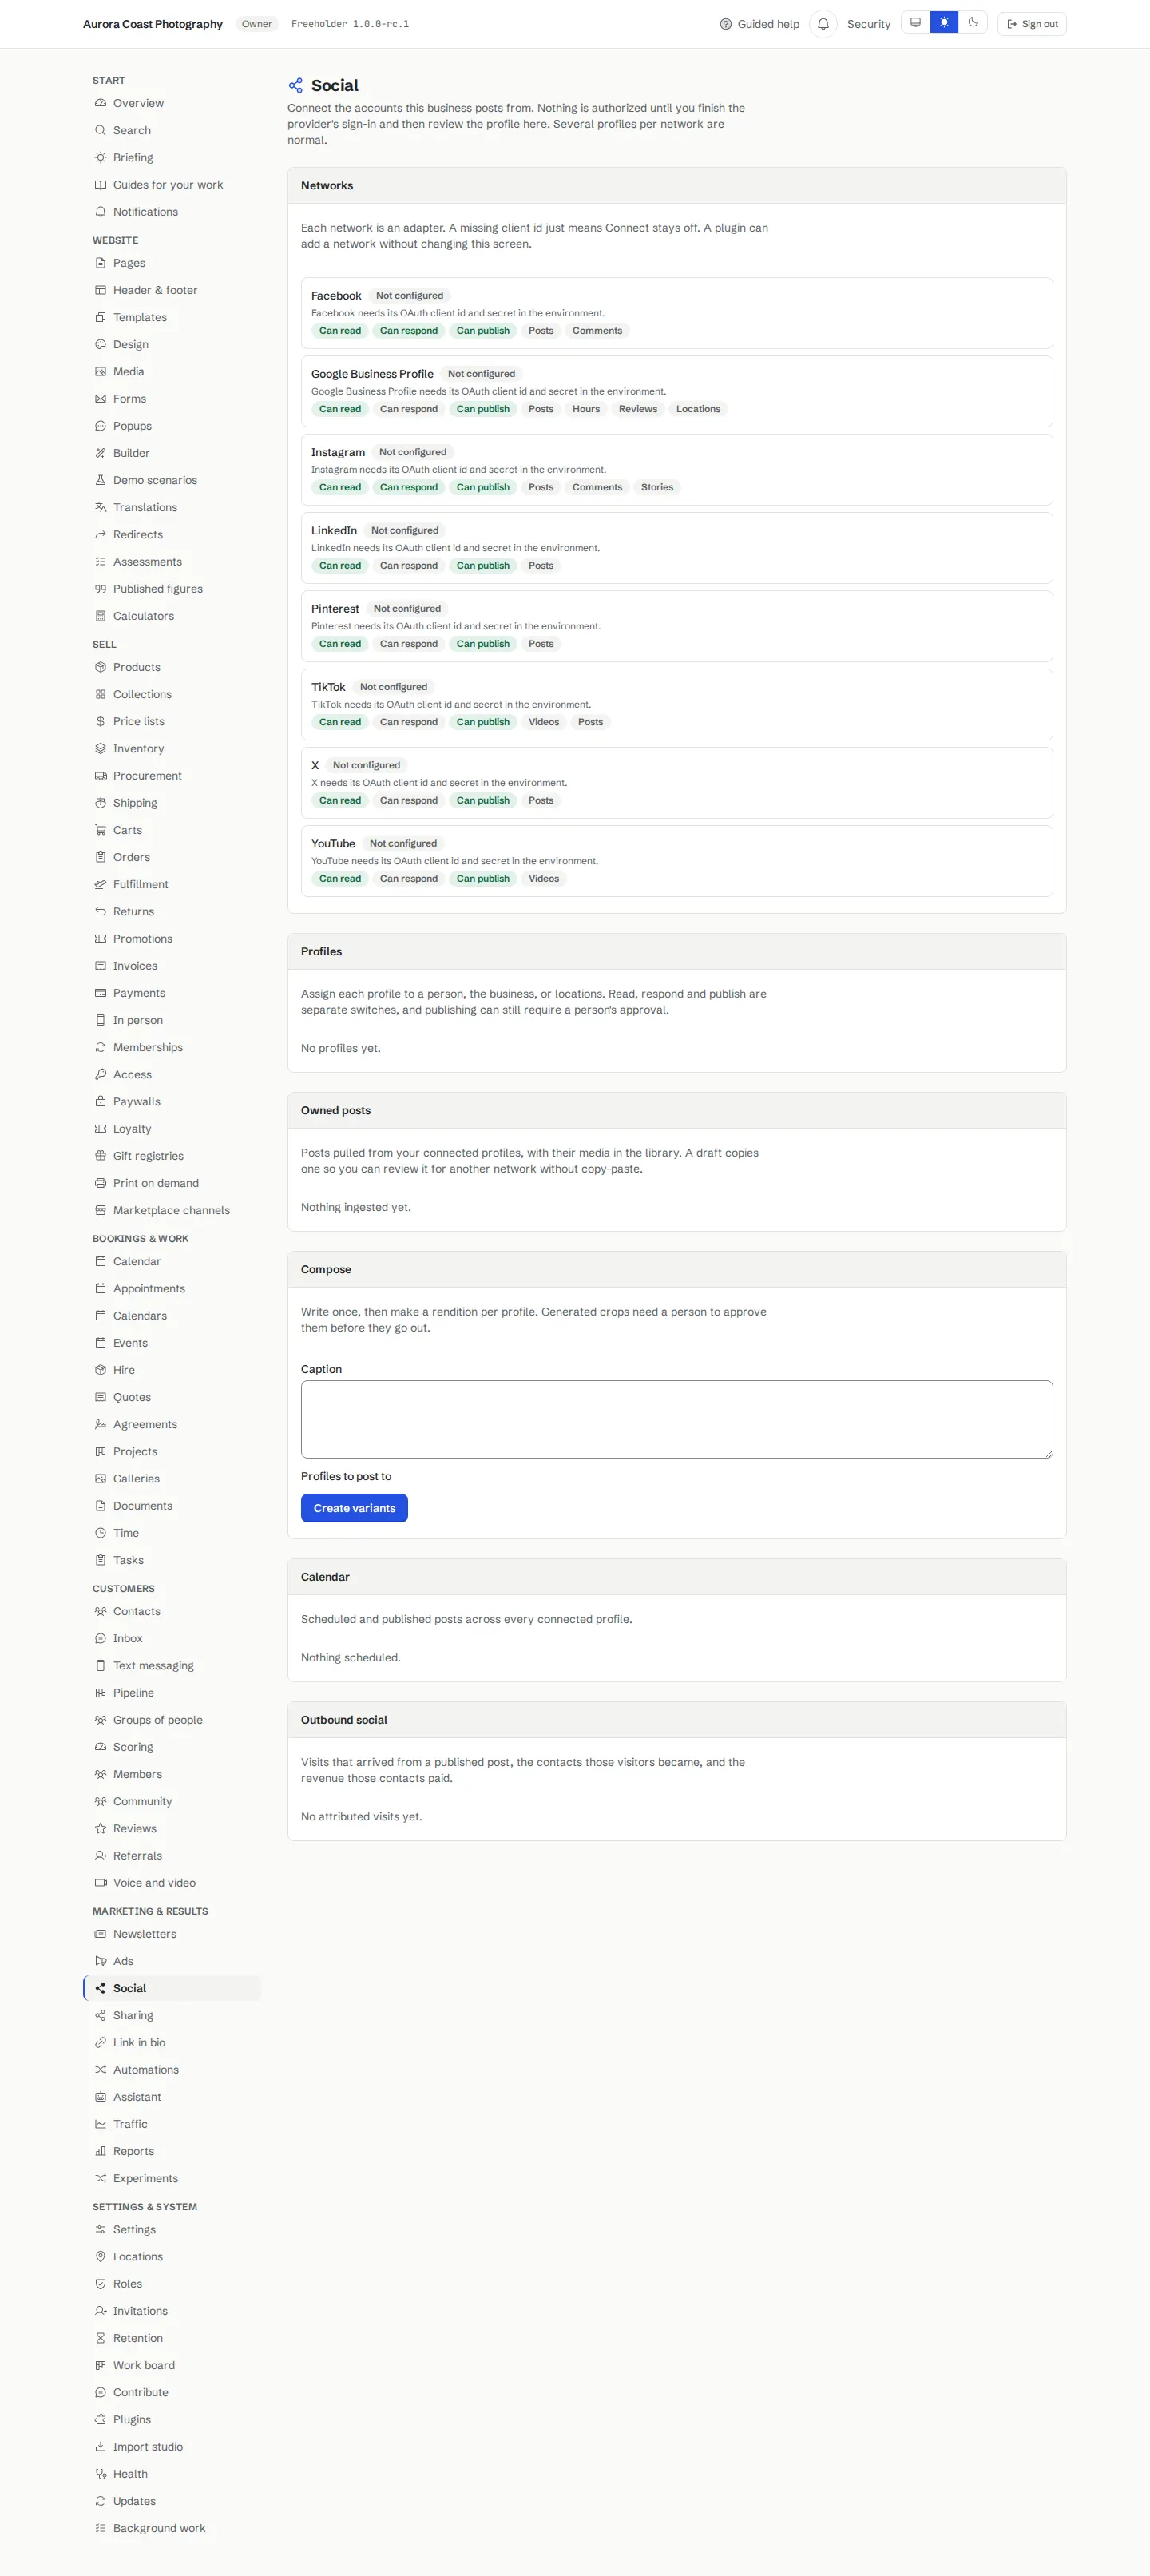 Aurora Coast Photography Owner Freeholder 1.0.0-rc.1 Guided help Security Sign out
START
Overview
Search
Briefing
Guides for your work
Notifications
WEBSITE
Pages
Header & footer
Templates
Design
Media
Forms
Popups
Builder
Demo scenarios
Translations
Redirects
Assessments
Published figures
Calculators
SELL
Products
Collections
Price lists
Inventory
Procurement
Shipping
Carts
Orders
Fulfillment
Returns
Promotions
Invoices
Payments
In person
Memberships
Access
Paywalls
Loyalty
Gift registries
Print on demand
Marketplace channels
BOOKINGS & WORK
Calendar
Appointments
Calendars
Events
Hire
Quotes
Agreements
Projects
Galleries
Documents
Time
Tasks
CUSTOMERS
Contacts
Inbox
Text messaging
Pipeline
Groups of people
Scoring
Members
Community
Reviews
Referrals
Voice and video
MARKETING & RESULTS
Newsletters
Ads
Social
Sharing
Link in bio
Automations
Assistant
Traffic
Reports
Experiments
SETTINGS & SYSTEM
Settings
Locations
Roles
Invitations
Retention
Work board
Contribute
Plugins
Import studio
Health
Updates
Background work
Social
Connect the accounts this business posts from. Nothing is authorized until you finish the
provider's sign-in and then review the profile here. Several profiles per network are
normal.
Networks
Each network is an adapter. A missing client id just means Connect stays off. A plugin can
add a network without changing this screen.
Facebook Not configured
Facebook needs its OAuth client id and secret in the environment.
Can read Can respond Can publish Posts Comments
Google Business Profile Not configured
Google Business Profile needs its OAuth client id and secret in the environment.
Can read Can respond Can publish Posts Hours Reviews Locations
Instagram Not configured
Instagram needs its OAuth client id and secret in the environment.
Can read Can respond Can publish Posts Comments Stories
LinkedIn Not configured
LinkedIn needs its OAuth client id and secret in the environment.
Can read Can respond Can publish Posts
Pinterest Not configured
Pinterest needs its OAuth client id and secret in the environment.
Can read Can respond Can publish Posts
TikTok Not configured
TikTok needs its OAuth client id and secret in the environment.
Can read Can respond Can publish Videos Posts
X Not configured
X needs its OAuth client id and secret in the environment.
Can read Can respond Can publish Posts
YouTube Not configured
YouTube needs its OAuth client id and secret in the environment.
Can read Can respond Can publish Videos
Profiles
Assign each profile to a person, the business, or locations. Read, respond and publish are
separate switches, and publishing can still require a person's approval.
No profiles yet.
Owned posts
Posts pulled from your connected profiles, with their media in the library. A draft copies
one so you can review it for another network without copy-paste.
Nothing ingested yet.
Compose
Write once, then make a rendition per profile. Generated crops need a person to approve
them before they go out.
Caption
Profiles to post to
Create variants
Calendar
Scheduled and published posts across every connected profile.
Nothing scheduled.
Outbound social
Visits that arrived from a published post, the contacts those visitors became, and the
revenue those contacts paid.
No attributed visits yet.